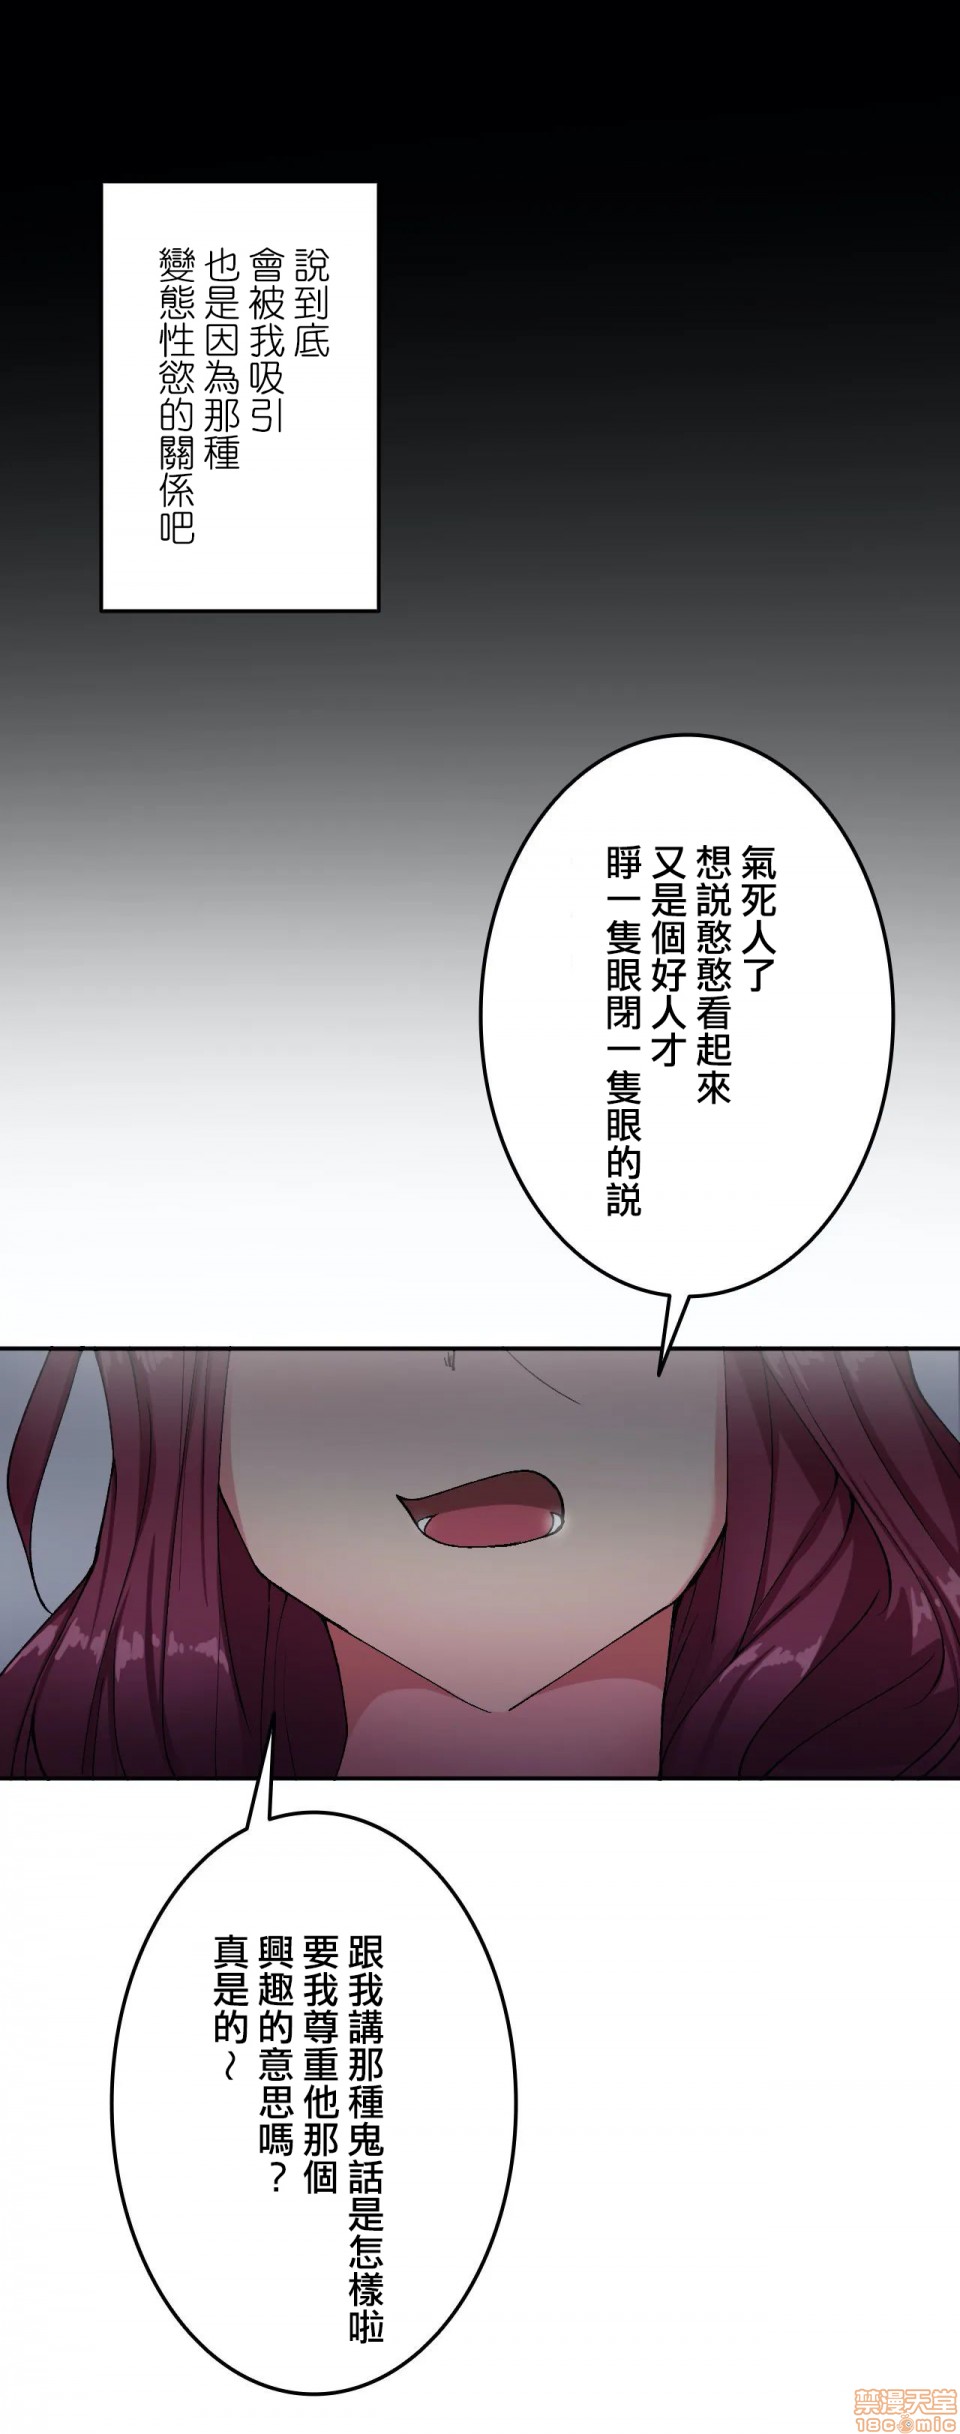 說到底
會被我吸引
也是因為那種
變態性慾的關係吧
氣死人了
想說憨憨看起來
又是個好人才
睜一隻眼閉一隻眼的說
跟我講那種鬼話是怎樣啦
要我尊重他那個
興趣的意思嗎？
真是的~
禁漫天堂
18comic